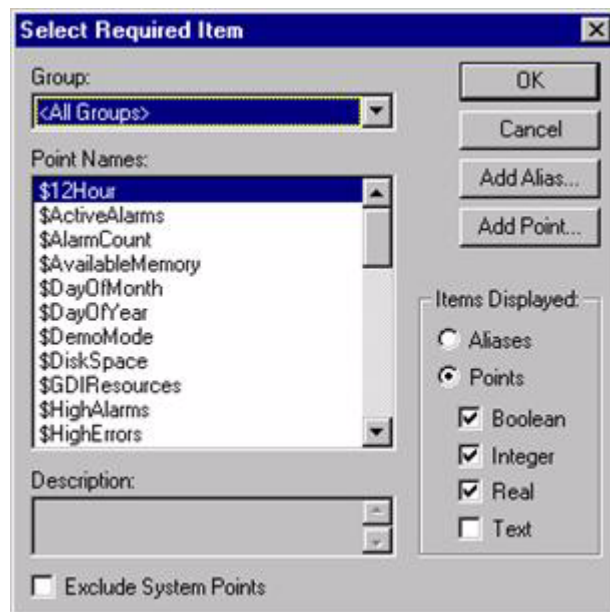 Select Required Item
Group:
<All Groups>
Point Names:
$12Hour
$ActiveAlarms
$AlarmCount
$AvailableMemory
$DayOfMonth
$DayOfYear
$DemoMode
$DiskSpace
$GDIResources
$HighAlarms
$HighErrors
Description:
Exclude System Points
OK
Cancel
Add Alias...
Add Point...
Items Displayed:
Aliases
Points
Boolean
Integer
Real
Text